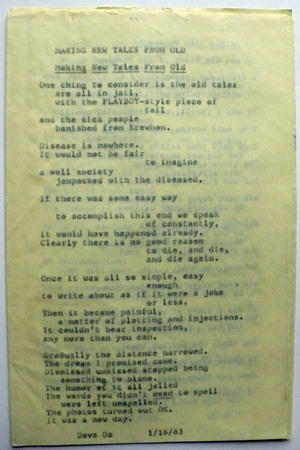 MAKING NEW TALES FROM OLD
Making New Tales From Old
One thing to consider is the old tales
are all in jail,
with the PLAYBOY-style piece of
tail
and the sick people
banished from Erewhon.
Disease is nowhere.
It would not be fair
to imagine
a well society
jampacked with the diseased.
If there was some easy way
to accomplish this end we speak
of constantly,
it would have happened already.
Clearly there is no good reason
to die, and die,
and die again.
Once it was all so simple, easy
enough
to write about as if it were a joke
or less.
Then it became painful,
a matter of plotting and injections.
It couldn't bear inspection,
any more than you can.
Gradually the distance narrowed.
The dream I promised came.
Dismissed unkissed stopped being
something to blame.
The humor of it all jelled
The words you didn't need to spell
were left unspelled.
The photos turned out OK.
It was a new day.
Dave Oz 1/16/83